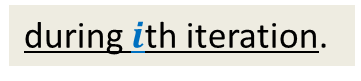 during ith iteration.